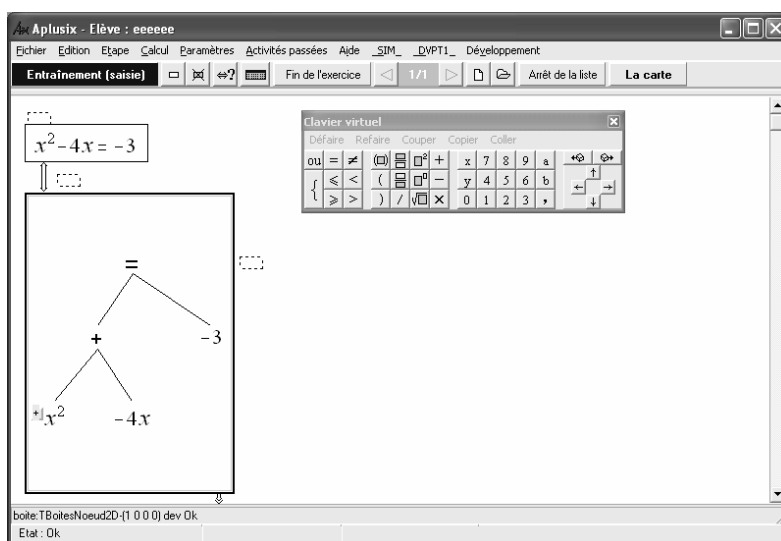 Aplusix - Elève : eeeeee
Fichier Edition Etape Calcul Paramètres Activités passées Aide _SIM_ _DVPT1_ Développement
Entraînement (saisie) ⇔? Fin de l'exercice 1/1 Arrêt de la liste La carte
x² − 4x = −3
Clavier virtuel
Défaire Refaire Couper Copier Coller
ou = ≠ (□) □² + x 7 8 9 a
{ ⩽ < ( □ − y 4 5 6 b
⩾ > ) / √□ × 0 1 2 3 ,
=
+ −3
+ x² −4x
boite:TBoitesNoeud2D-(1 0 0 0) dev Ok
Etat : Ok